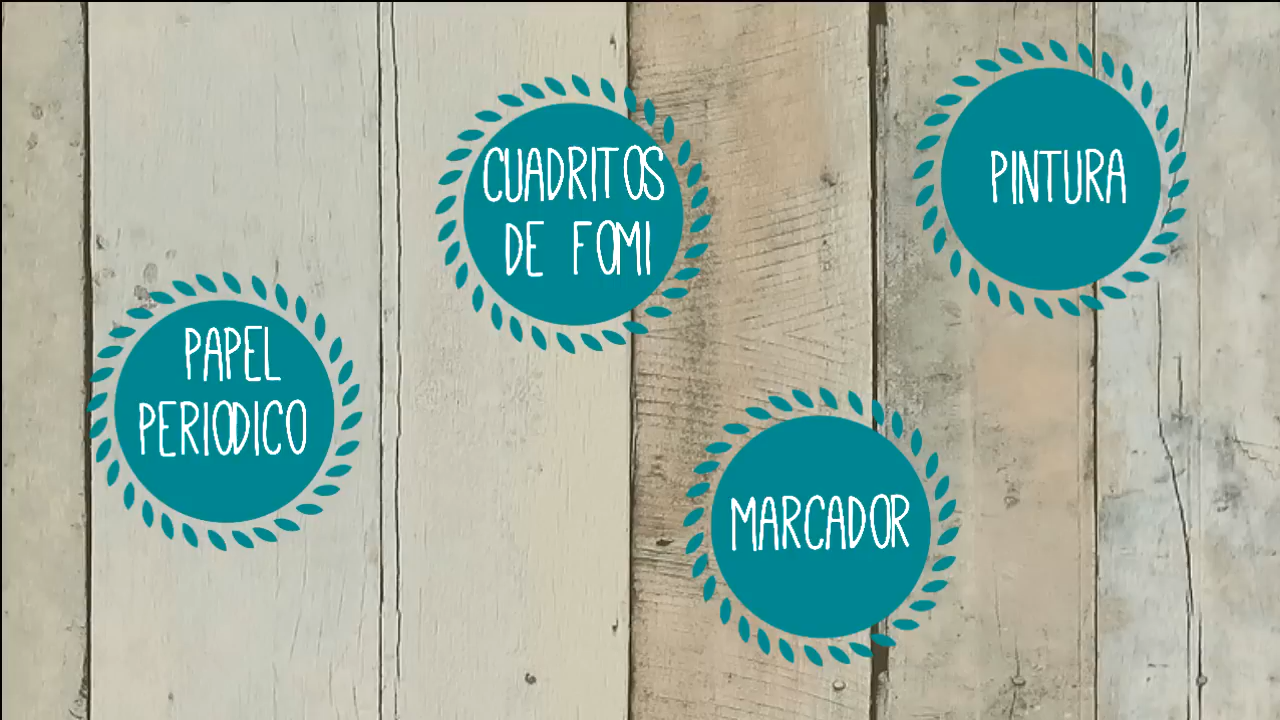 PAPEL
PERIODICO
CUADRITOS
DE FOMI
MARCADOR
PINTURA